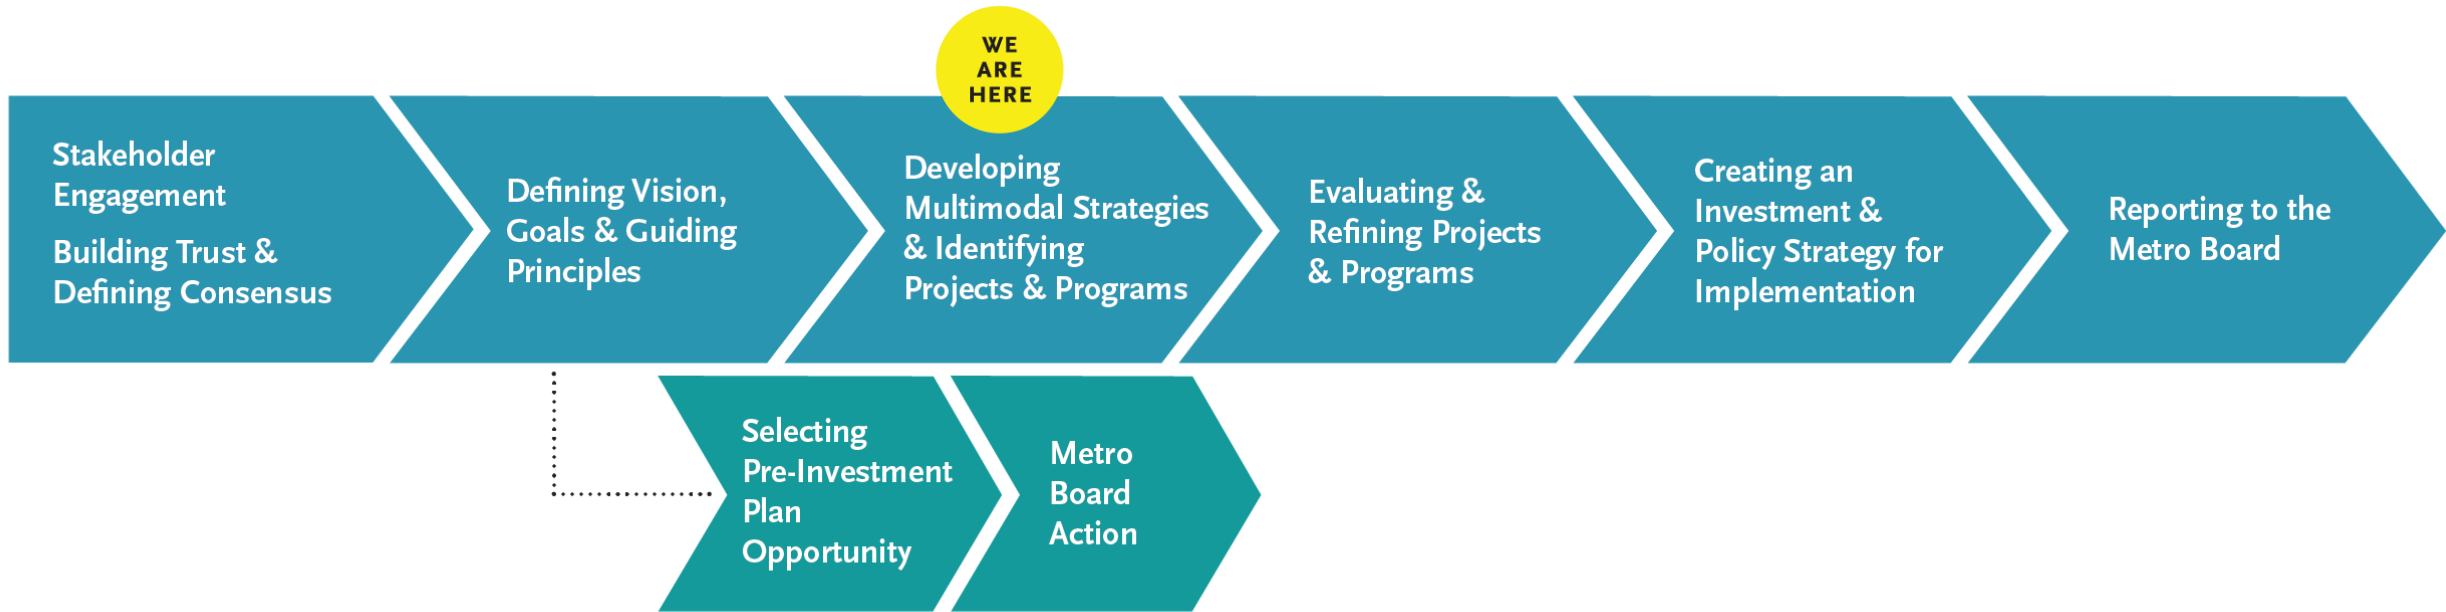 WE
ARE
HERE
Stakeholder
Engagement
Building Trust &
Defining Consensus
Defining Vision,
Goals & Guiding
Principles
Developing
Multimodal Strategies
& Identifying
Projects & Programs
Evaluating &
Refining Projects
& Programs
Creating an
Investment &
Policy Strategy for
Implementation
Reporting to the
Metro Board
Selecting
Pre-Investment
Plan
Opportunity
Metro
Board
Action